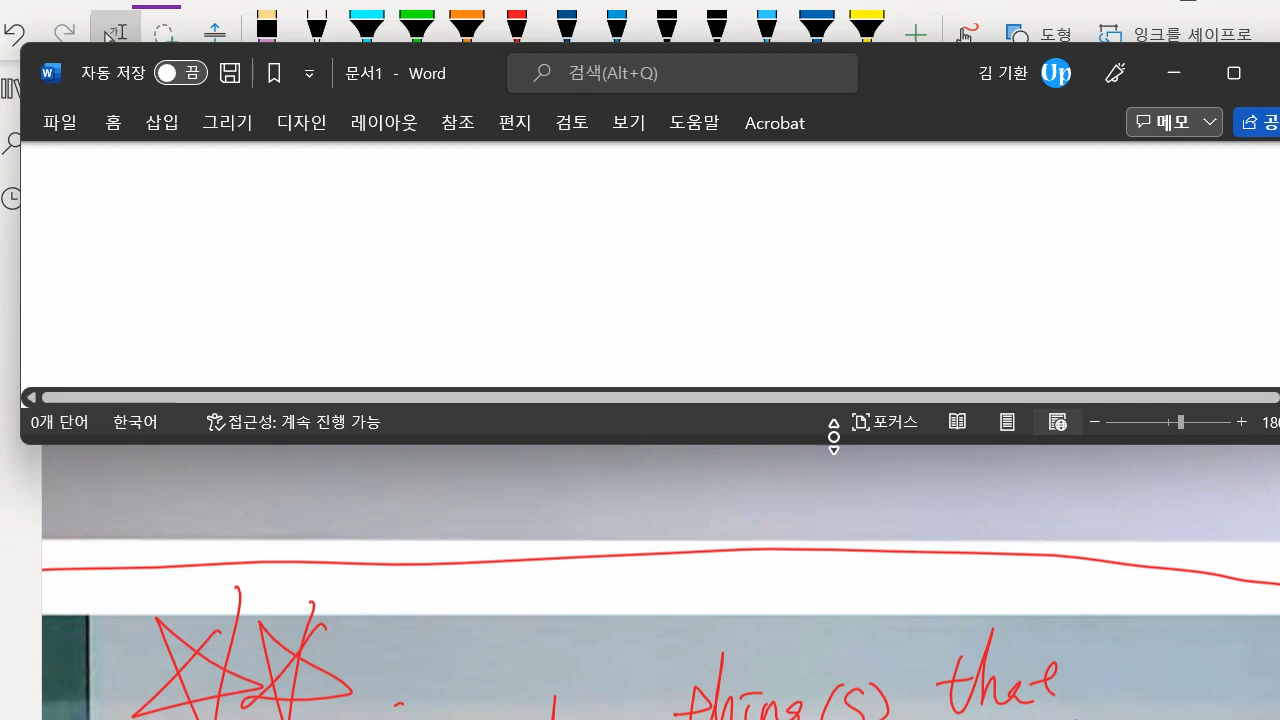 도형
잉크를 셰이프로
자동 저장 끔
문서1 - Word
검색(Alt+Q)
김 기환
Up
파일 홈 삽입 그리기 디자인 레이아웃 참조 편지 검토 보기 도움말 Acrobat
메모
공
0개 단어 한국어 접근성: 계속 진행 가능
포커스
180
thing(s) that